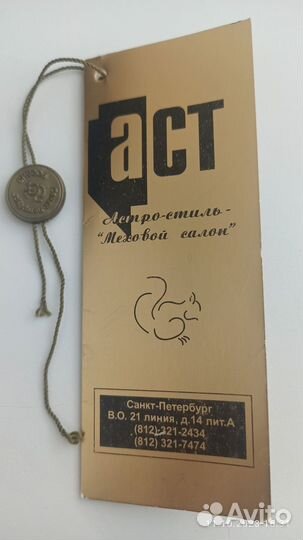 аст
Астро-стиль-
"Меховой салон"
Санкт-Петербург
В.О. 21 линия, д.14 лит.А
(812) 321-2434
(812) 321-7474
Avito